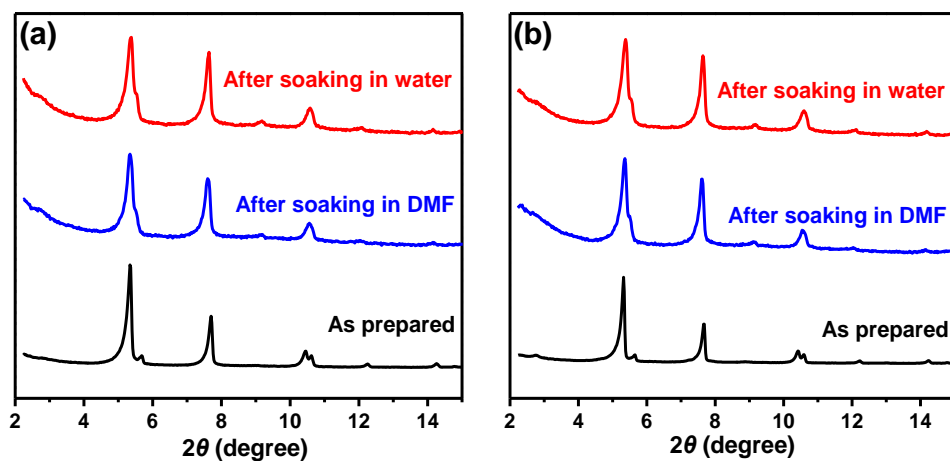 (a)
After soaking in water
After soaking in DMF
As prepared
2 4 6 8 10 12 14
2θ (degree)
(b)
After soaking in water
After soaking in DMF
As prepared
2 4 6 8 10 12 14
2θ (degree)